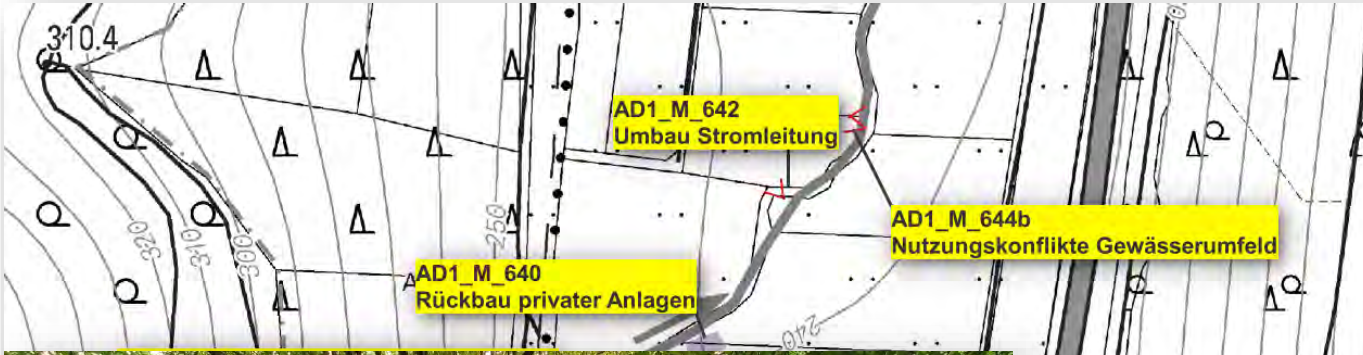 310.4
AD1_M_642
Umbau Stromleitung
AD1_M_644b
Nutzungskonflikte Gewässerumfeld
AD1_M_640
Rückbau privater Anlagen
320
310
300
250
240